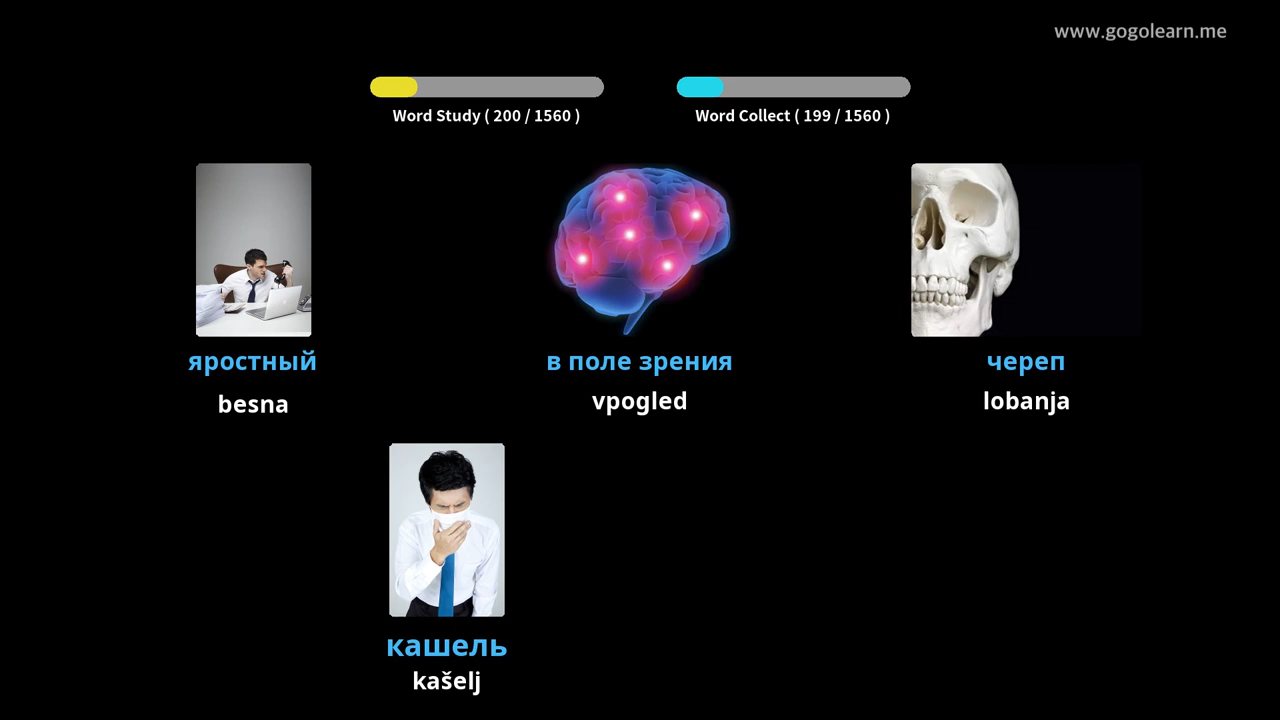 www.gogolearn.me
Word Study ( 200 / 1560 )
Word Collect ( 199 / 1560 )
яростный
в поле зрения
череп
besna
vpogled
lobanja
кашель
kašelj